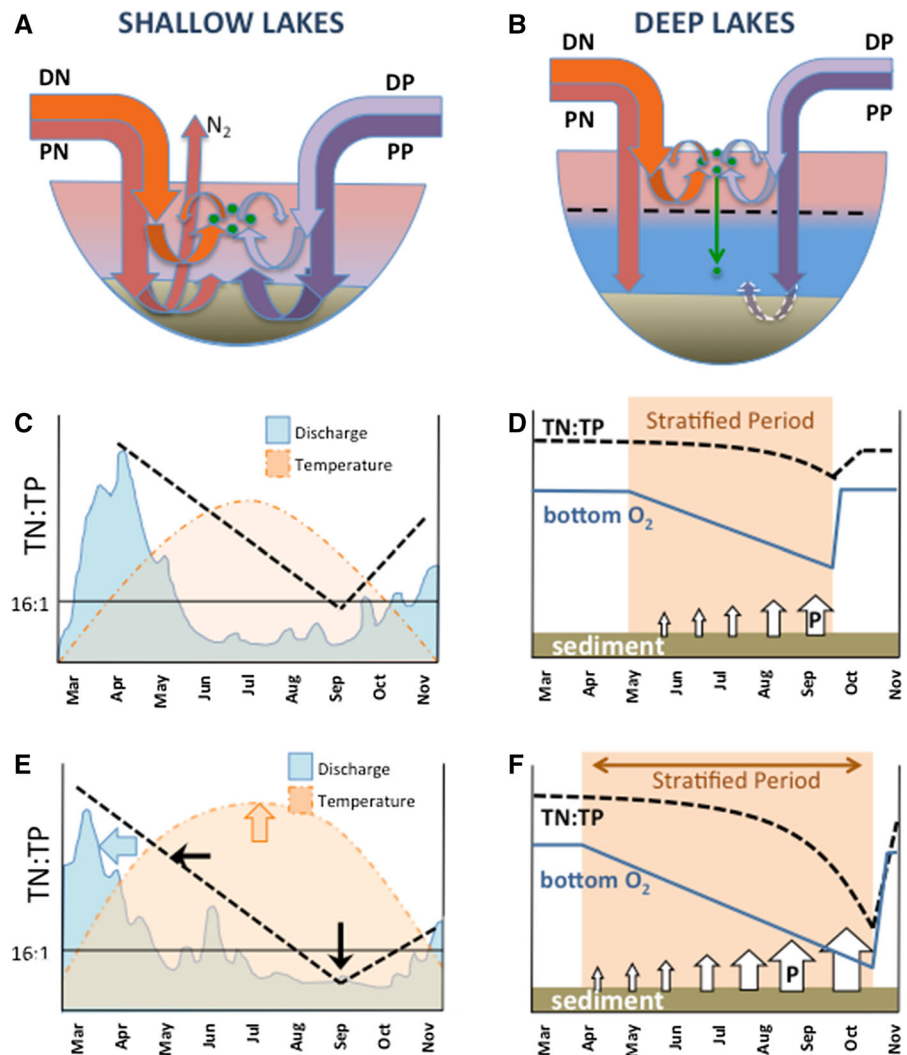 A
SHALLOW LAKES
DN
PN
N2
DP
PP
B
DEEP LAKES
DN
PN
DP
PP
C
TN:TP
16:1
Discharge
Temperature
Mar Apr May Jun Jul Aug Sep Oct Nov
D
Stratified Period
TN:TP
bottom O2
P
sediment
Mar Apr May Jun Jul Aug Sep Oct Nov
E
TN:TP
16:1
Discharge
Temperature
Mar Apr May Jun Jul Aug Sep Oct Nov
F
Stratified Period
TN:TP
bottom O2
P
sediment
Mar Apr May Jun Jul Aug Sep Oct Nov